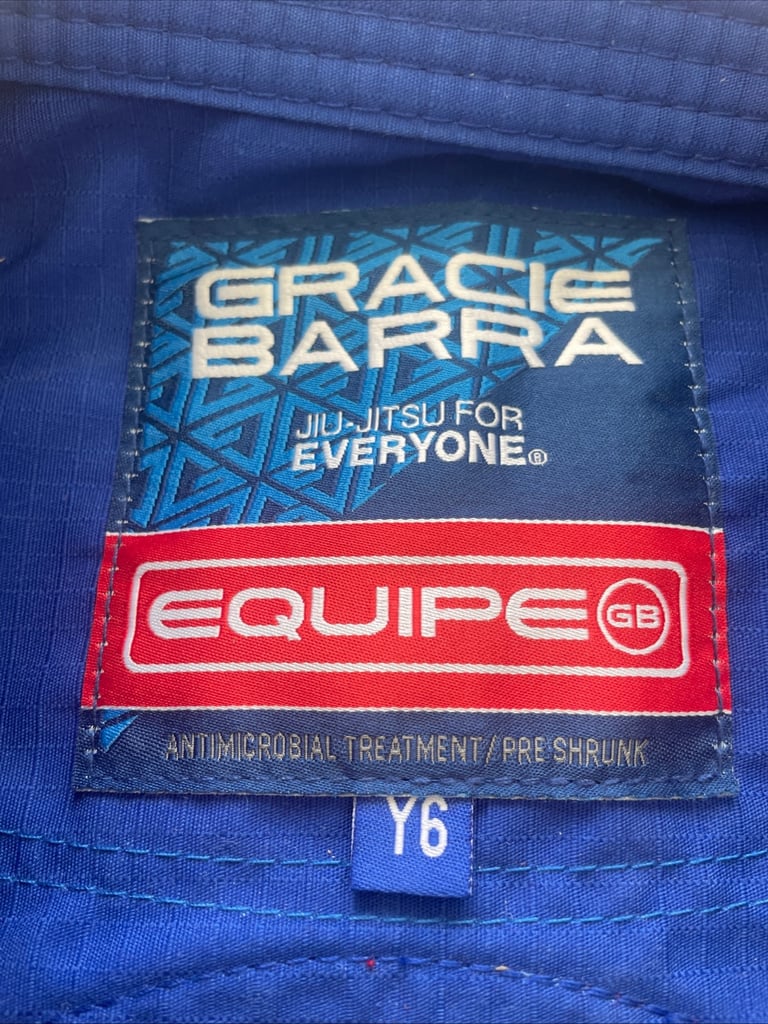 GRACIE
BARRA
JIU-JITSU FOR
EVERYONE®
EQUIPE GB
ANTIMICROBIAL TREATMENT/PRE SHRUNK
Y6